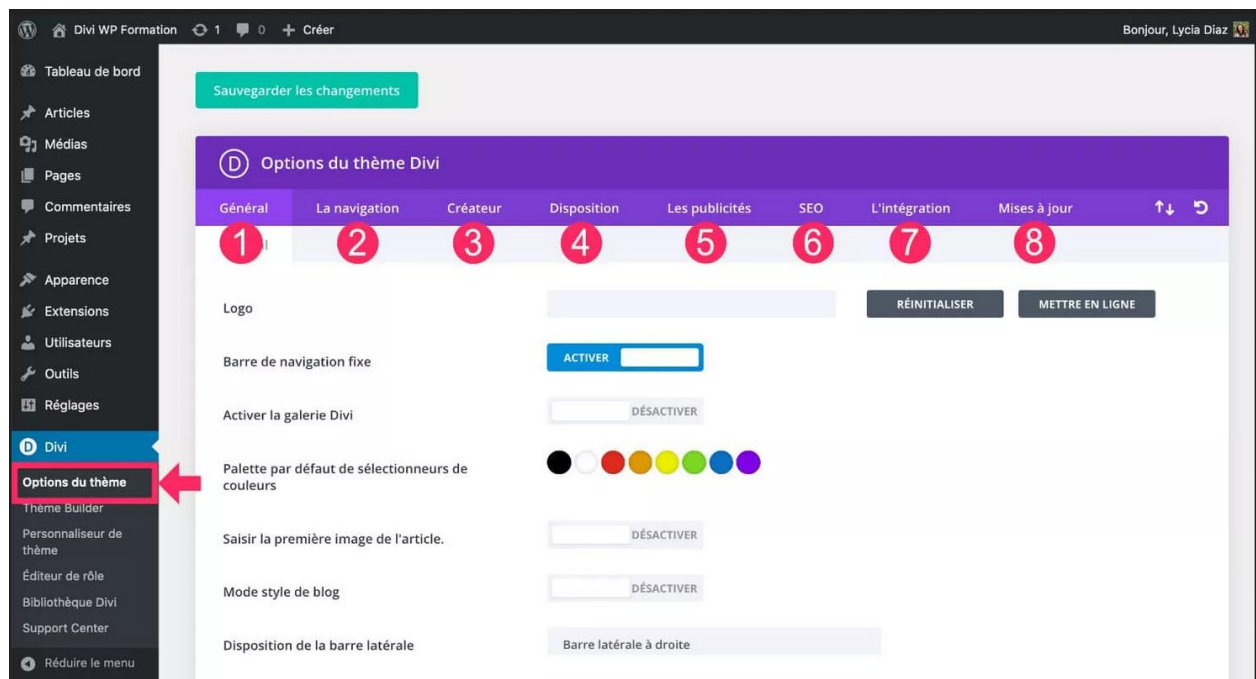 Divi WP Formation 1 0 + Créer
Bonjour, Lycia Diaz
Tableau de bord
Articles
Médias
Pages
Commentaires
Projets
Apparence
Extensions
Utilisateurs
Outils
Réglages
D Divi
Options du thème
Thème Builder
Personnaliseur de
thème
Éditeur de rôle
Bibliothèque Divi
Support Center
Réduire le menu
Sauvegarder les changements
D Options du thème Divi
Général La navigation Créateur Disposition Les publicités SEO L'intégration Mises à jour
1 2 3 4 5 6 7 8
Logo RÉINITIALISER METTRE EN LIGNE
Barre de navigation fixe ACTIVER
Activer la galerie Divi DÉSACTIVER
Palette par défaut de sélectionneurs de
couleurs
Saisir la première image de l'article. DÉSACTIVER
Mode style de blog DÉSACTIVER
Disposition de la barre latérale Barre latérale à droite